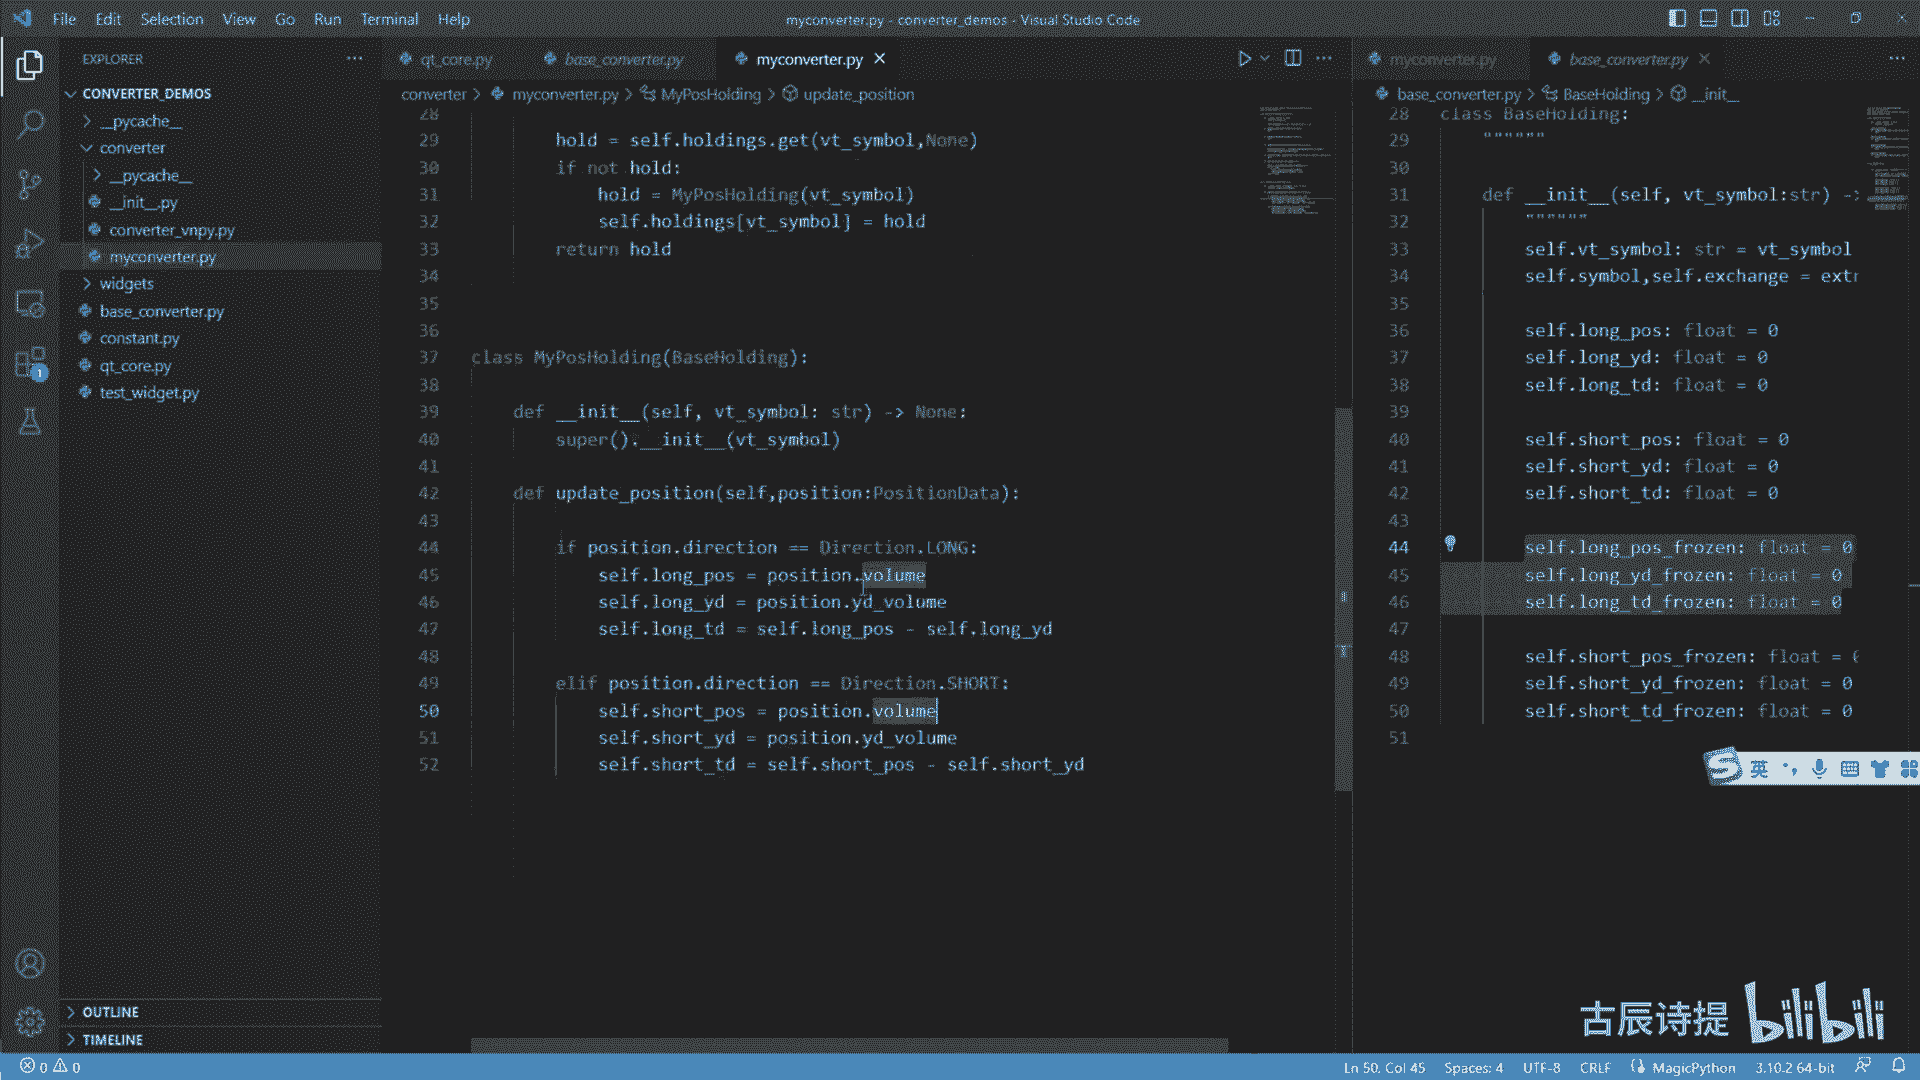 File Edit Selection View Go Run Terminal Help
myconverter.py - converter_demos - Visual Studio Code
EXPLORER
CONVERTER_DEMOS
__pycache__
converter
__pycache__
__init__.py
converter_vnpy.py
myconverter.py
widgets
base_converter.py
constant.py
qt_core.py
test_widget.py
OUTLINE
TIMELINE
1
qt_core.py base_converter.py myconverter.py
converter > myconverter.py > MyPosHolding > update_position
28
29 hold = self.holdings.get(vt_symbol,None)
30 if not hold:
31 hold = MyPosHolding(vt_symbol)
32 self.holdings[vt_symbol] = hold
33 return hold
34
35
36
37 class MyPosHolding(BaseHolding):
38
39 def __init__(self, vt_symbol: str) -> None:
40 super().__init__(vt_symbol)
41
42 def update_position(self,position:PositionData):
43
44 if position.direction == Direction.LONG:
45 self.long_pos = position.volume
46 self.long_yd = position.yd_volume
47 self.long_td = self.long_pos - self.long_yd
48
49 elif position.direction == Direction.SHORT:
50 self.short_pos = position.volume
51 self.short_yd = position.yd_volume
52 self.short_td = self.short_pos - self.short_yd
myconverter.py base_converter.py
base_converter.py > BaseHolding > __init__
28 class BaseHolding:
29 """"""
30
31 def __init__(self, vt_symbol:str) ->
32 """"""
33 self.vt_symbol: str = vt_symbol
34 self.symbol,self.exchange = extr
35
36 self.long_pos: float = 0
37 self.long_yd: float = 0
38 self.long_td: float = 0
39
40 self.short_pos: float = 0
41 self.short_yd: float = 0
42 self.short_td: float = 0
43
44 self.long_pos_frozen: float = 0
45 self.long_yd_frozen: float = 0
46 self.long_td_frozen: float = 0
47
48 self.short_pos_frozen: float = 0
49 self.short_yd_frozen: float = 0
50 self.short_td_frozen: float = 0
51
英
古辰诗提 bilibili
0 0
Ln 50, Col 45 Spaces: 4 UTF-8 CRLF MagicPython 3.10.2 64-bit